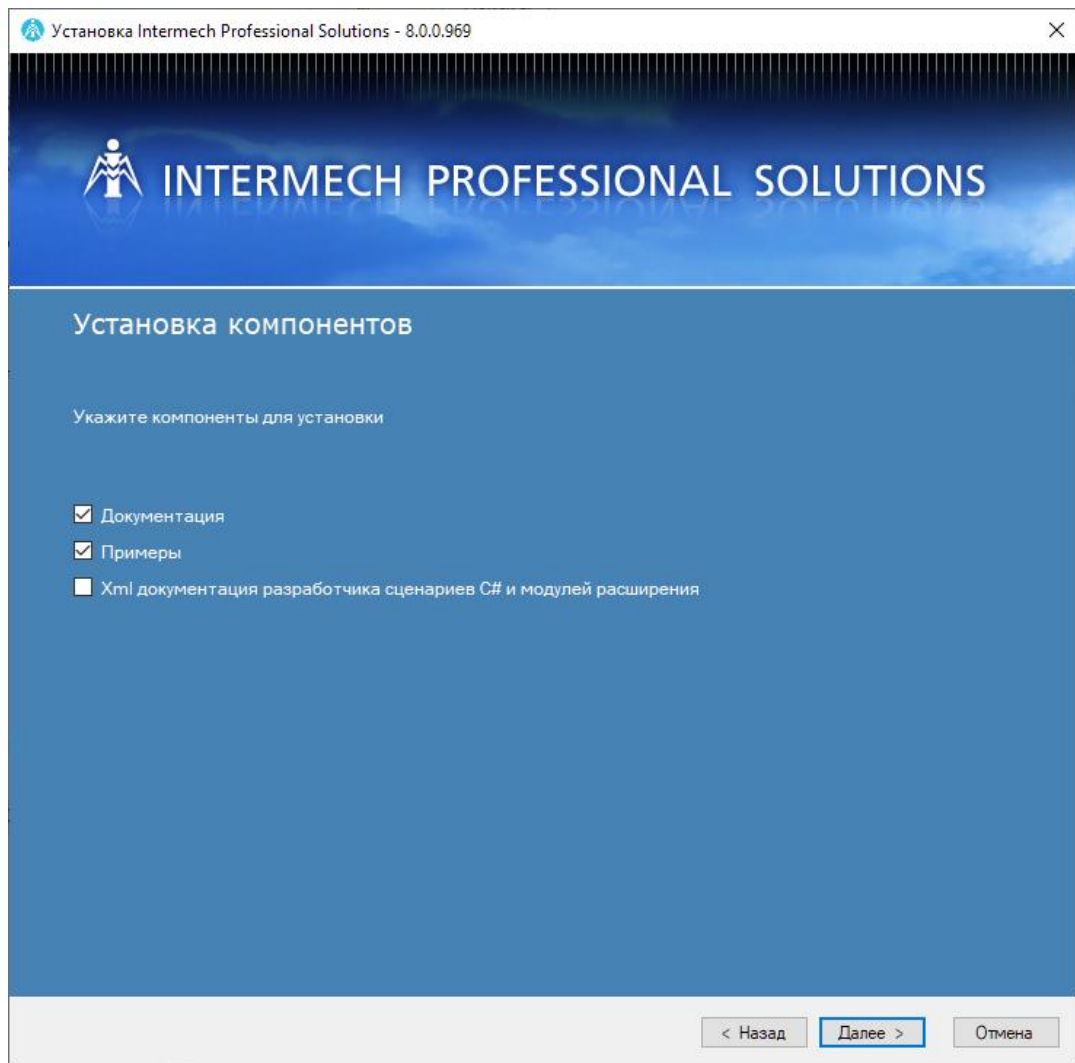 Установка Intermech Professional Solutions - 8.0.0.969
INTERMECH PROFESSIONAL SOLUTIONS
Установка компонентов
Укажите компоненты для установки
Документация
Примеры
Xml документация разработчика сценариев C# и модулей расширения
< Назад
Далее >
Отмена